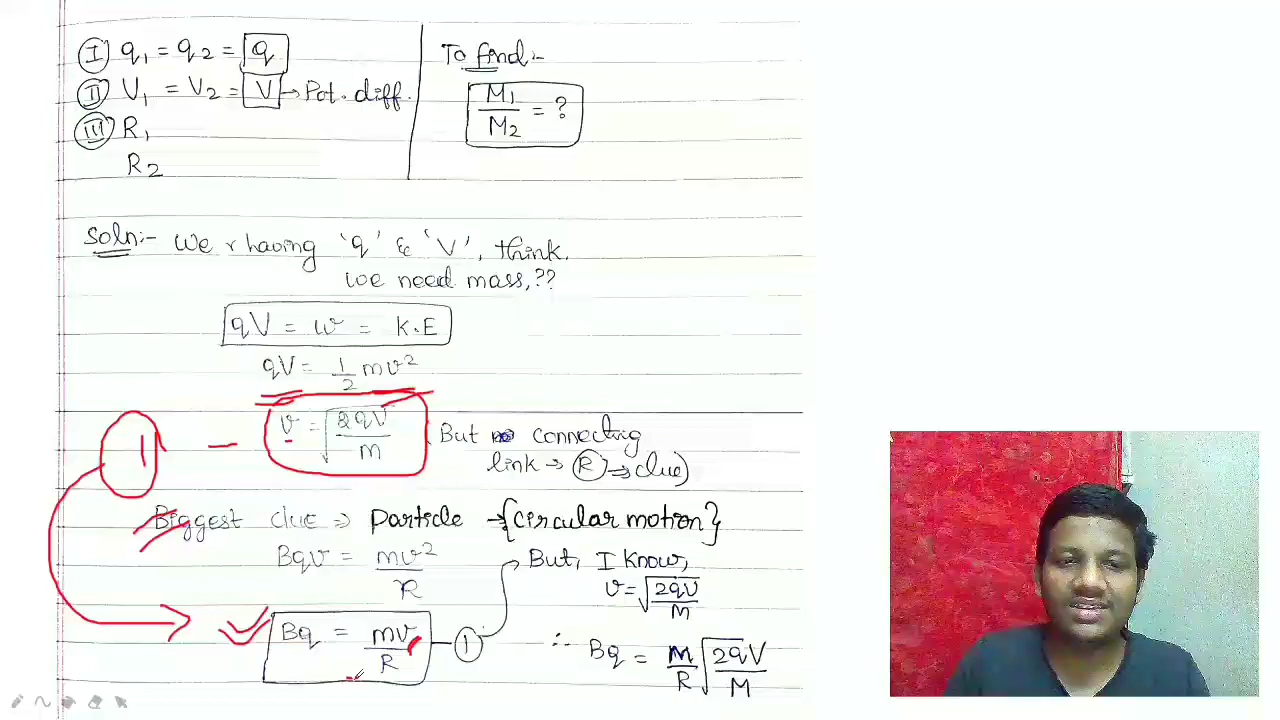 I q₁ = q₂ = q
II V₁ = V₂ = V → Pot. diff.
III R₁
R₂
To find:-
M₁/M₂ = ?
Soln:- We r having 'q' & 'V', think,
we need mass,??
qV = w = K.E
qV = 1/2 mv²
v = √(2qV/m) But no connecting
link → R → clue)
11 -
Biggest clue ⇒ Particle → {circular motion}
Bqv = mv²/R → But, I know,
v = √(2qV/M)
Bq = mv/R - 1
∴ Bq = M/R √(2qV/M)